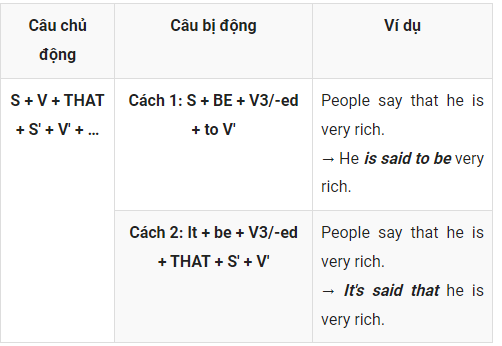 Câu chủ động
Câu bị động
Ví dụ
S + V + THAT
+ S' + V' + ...
Cách 1: S + BE + V3/-ed
+ to V'
People say that he is
very rich.
→ He is said to be very
rich.
Cách 2: It + be + V3/-ed
+ THAT + S' + V'
People say that he is
very rich.
→ It's said that he is
very rich.